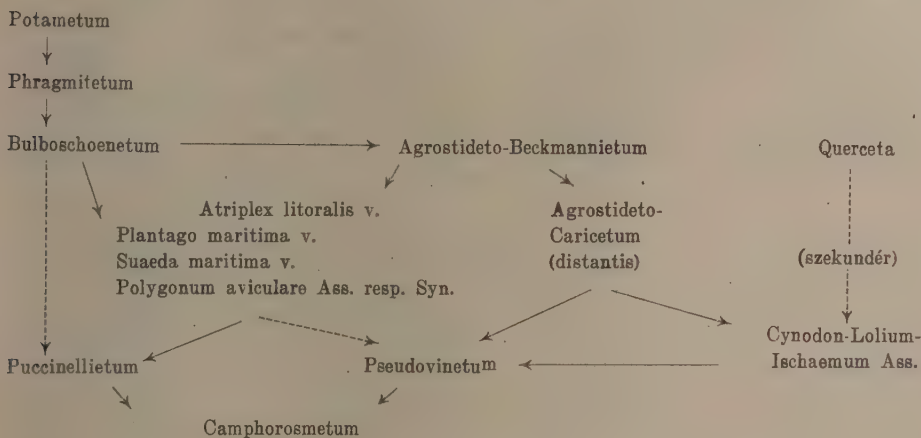 Potametum
Phragmitetum
Bulboschoenetum
Agrostideto-Beckmannietum
Querceta
Atriplex litoralis v.
Plantago maritima v.
Suaeda maritima v.
Polygonum aviculare Ass. resp. Syn.
Agrostideto-
Caricetum
(distantis)
(szekundér)
Puccinellietum
Pseudovinetum
Cynodon-Lolium-
Ischaemum Ass.
Camphorosmetum